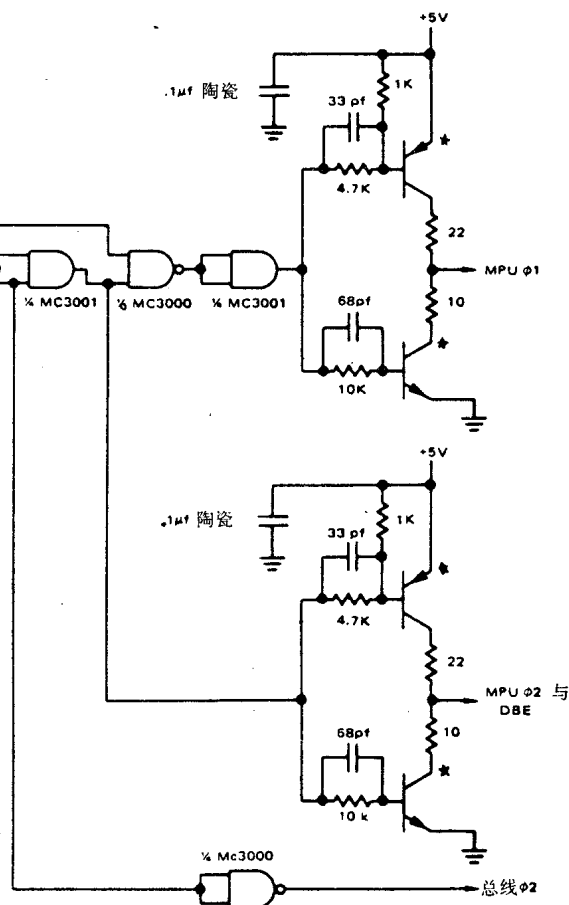 +5V
.1μf 陶瓷
1K
33 pf
*
4.7K
22
MPU φ1
¼ MC3001
MC3000
¼ MC3001
10
68pf
*
10K
+5V
.1μf 陶瓷
1K
33 pf
*
4.7K
22
MPU φ2 与
DBE
10
68pf
*
10 k
¼ Mc3000
总线φ2